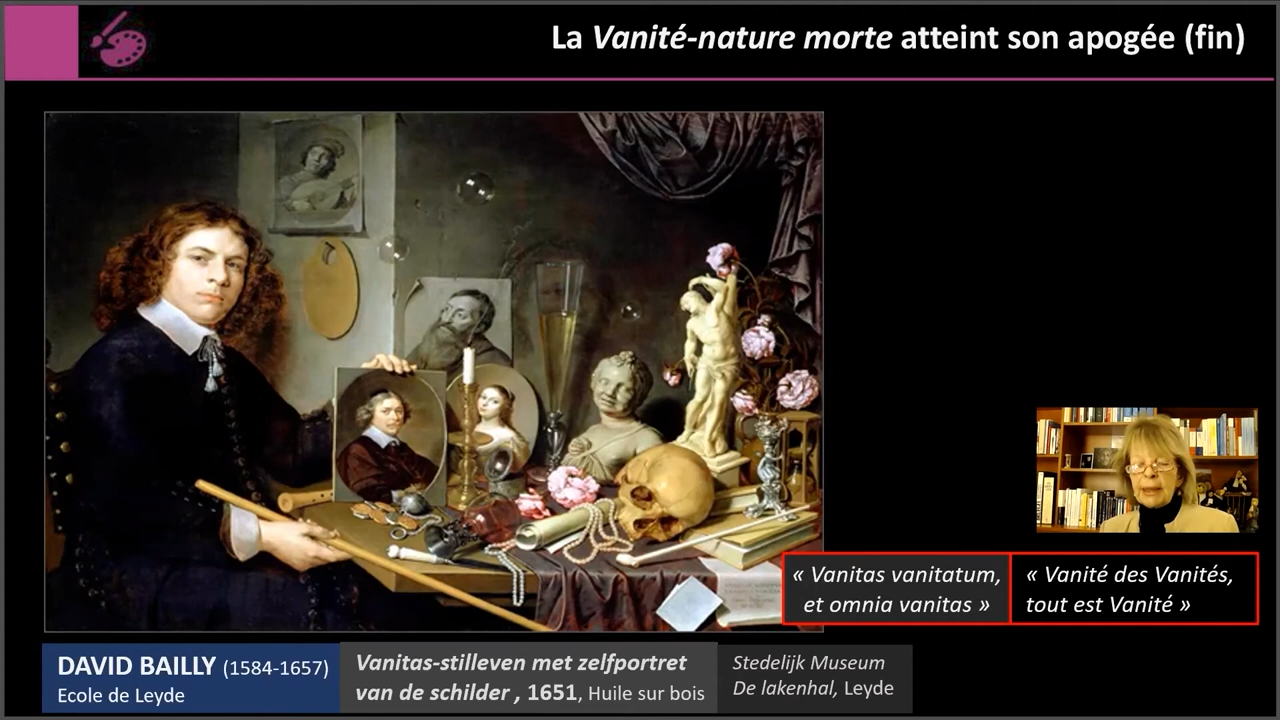 La Vanité-nature morte atteint son apogée (fin)
« Vanitas vanitatum,
et omnia vanitas »
« Vanité des Vanités,
tout est Vanité »
DAVID BAILLY (1584-1657)
Ecole de Leyde
Vanitas-stilleven met zelfportret
van de schilder , 1651, Huile sur bois
Stedelijk Museum
De lakenhal, Leyde